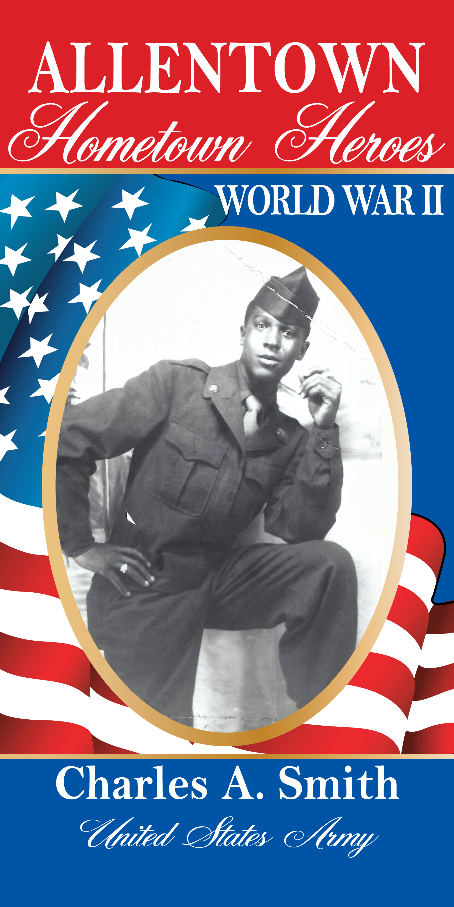 ALLENTOWN
Hometown Heroes
WORLD WAR II
Charles A. Smith
United States Army